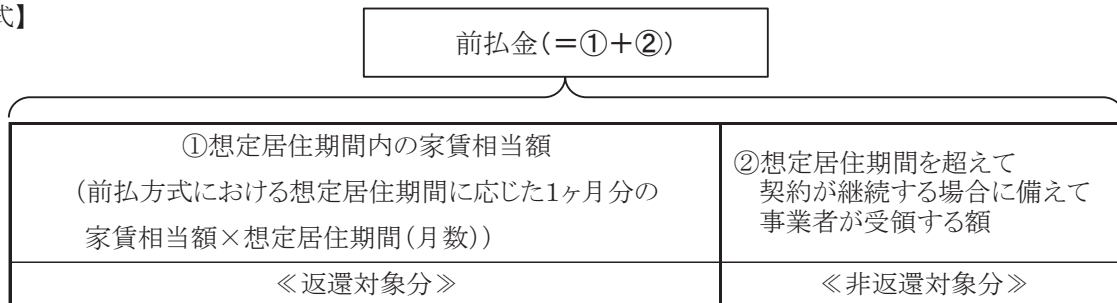 式】
前払金(=①+②)
①想定居住期間内の家賃相当額
(前払方式における想定居住期間に応じた1ヶ月分の
家賃相当額×想定居住期間(月数))
②想定居住期間を超えて
契約が継続する場合に備えて
事業者が受領する額
≪返還対象分≫
≪非返還対象分≫